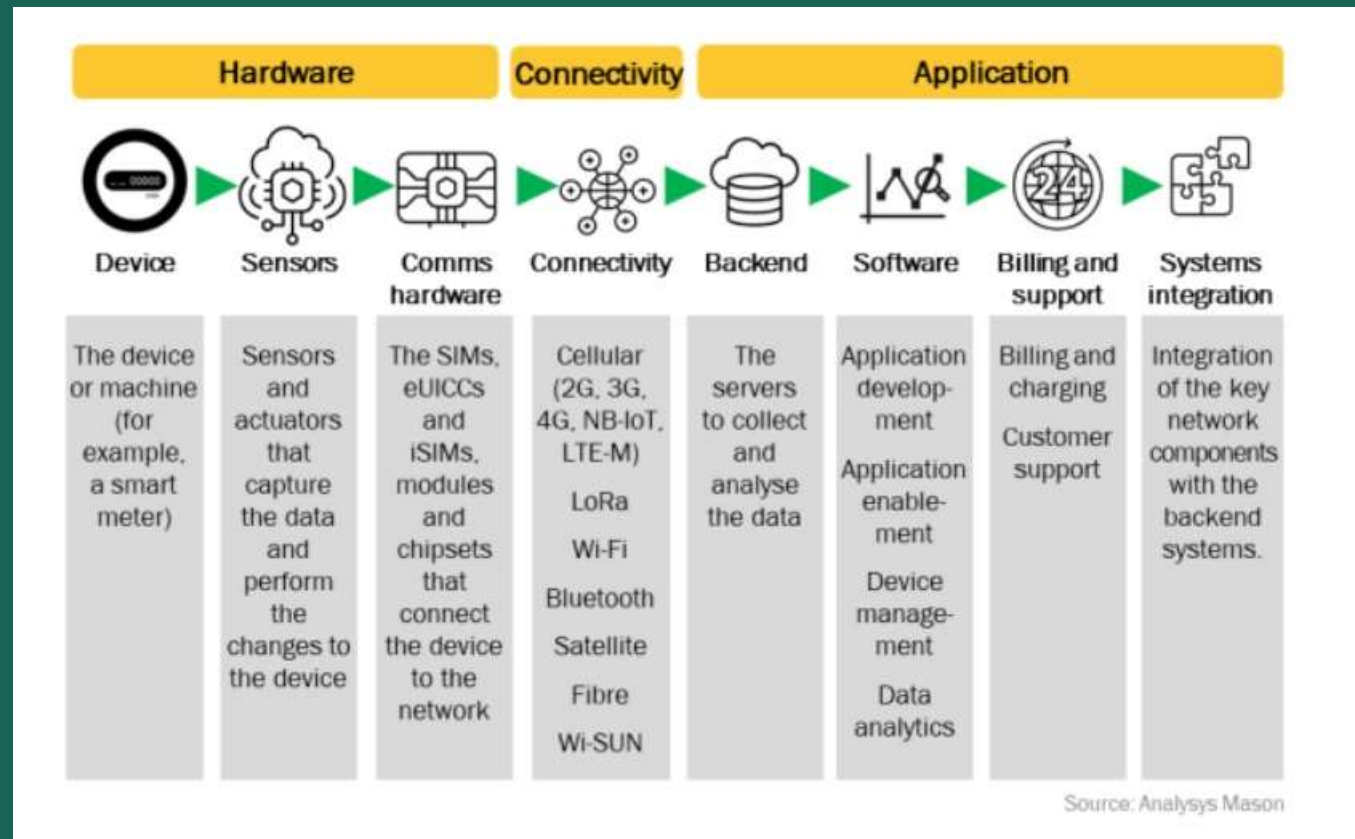 Hardware
Connectivity
Application
24
Device
Sensors
Comms
hardware
Connectivity
Backend
Software
Billing and
support
Systems
integration
The device
or machine
(for
example,
a smart
meter)
Sensors
and
actuators
that
capture
the data
and
perform
the
changes to
the device
The SIMs,
eUICCs
and
iSIMs,
modules
and
chipsets
that
connect
the device
to the
network
Cellular
(2G, 3G,
4G, NB-IoT,
LTE-M)
LoRa
Wi-Fi
Bluetooth
Satellite
Fibre
Wi-SUN
The
servers
to collect
and
analyse
the data
Application
develop-
ment
Application
enable-
ment
Device
manage-
ment
Data
analytics
Billing and
charging
Customer
support
Integration
of the key
network
components
with the
backend
systems.
Source: Analysys Mason